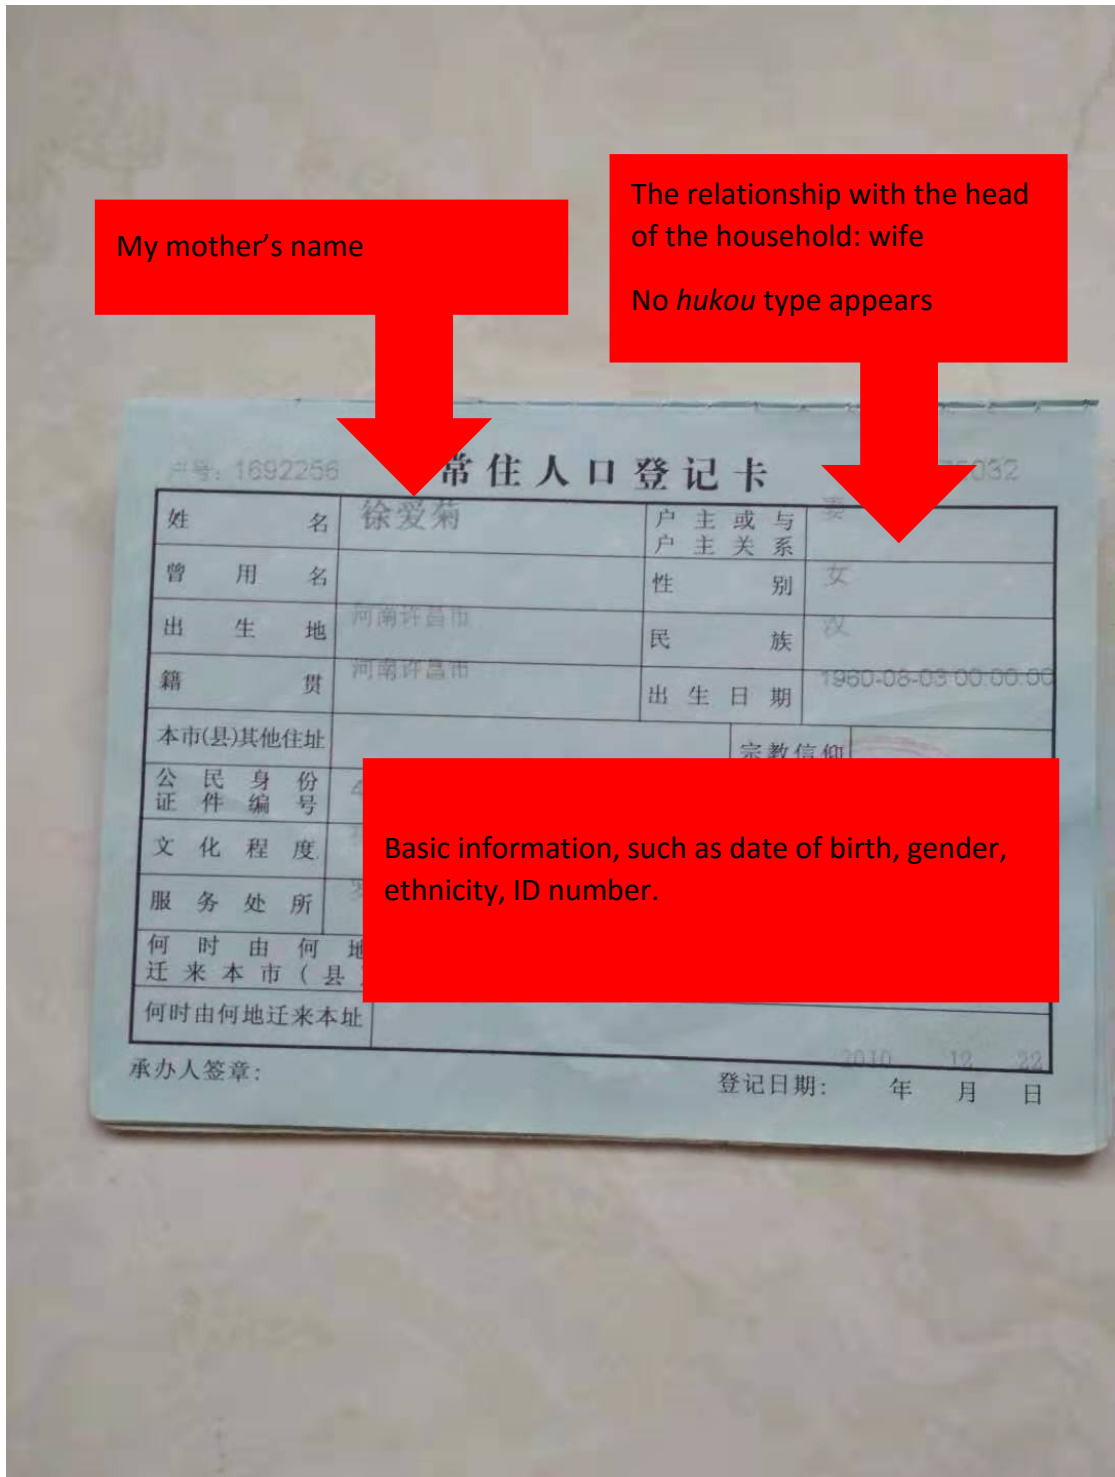 My mother's name
The relationship with the head
of the household: wife
No hukou type appears
户号: 1692256
常住人口登记卡
姓 名 徐爱菊 户主或与户主关系 妻
曾用名 性别 女
出生地 河南许昌市 民族 汉
籍贯 河南许昌市 出生日期 1960-08-03 00:00:00
本市(县)其他住址 宗教信仰
公民身份
证件编号
Basic information, such as date of birth, gender,
ethnicity, ID number.
文化程度
服务处所
何时由何地
迁来本市(县
何时由何地迁来本址
2010 12 22
承办人签章: 登记日期: 年 月 日